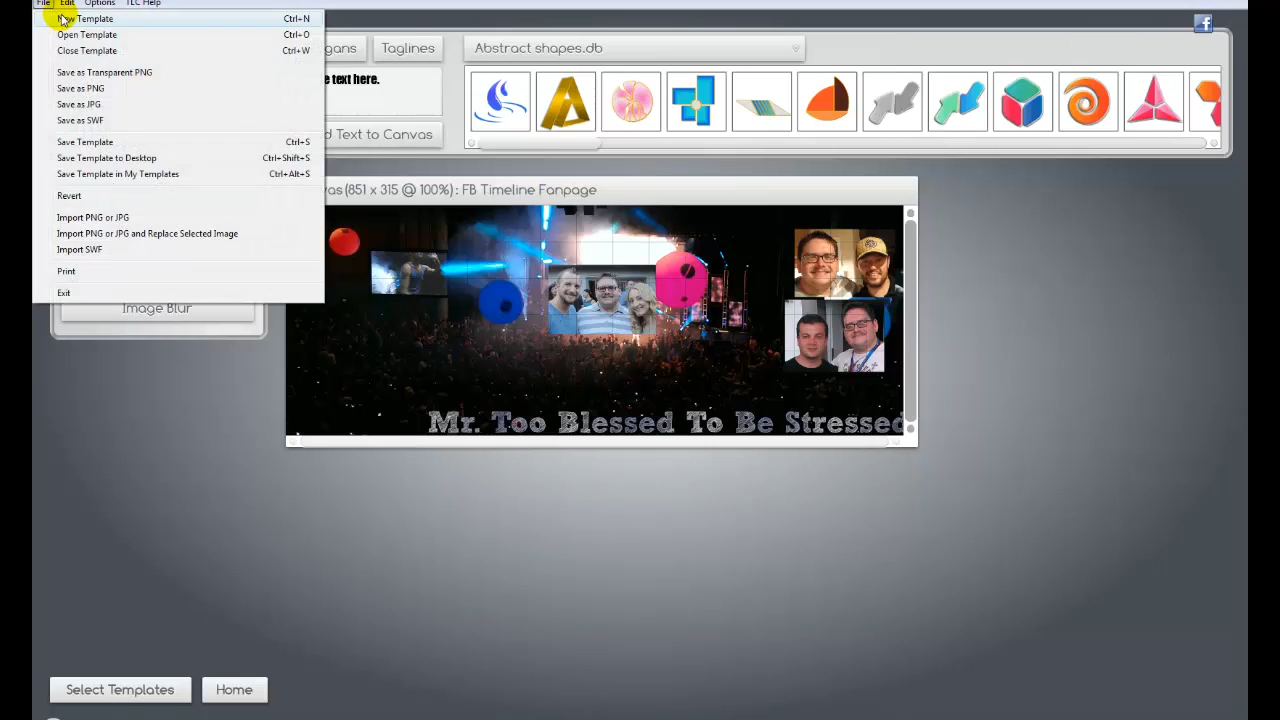 File Edit Options TLC Help
New Template Ctrl+N
Open Template Ctrl+O
Close Template Ctrl+W
Save as Transparent PNG
Save as PNG
Save as JPG
Save as SWF
Save Template Ctrl+S
Save Template to Desktop Ctrl+Shift+S
Save Template in My Templates Ctrl+Alt+S
Revert
Import PNG or JPG
Import PNG or JPG and Replace Selected Image
Import SWF
Print
Exit
Image Blur
gans Taglines
e text here.
d Text to Canvas
Abstract shapes.db
vas (851 x 315 @ 100%) : FB Timeline Fanpage
Mr. Too Blessed To Be Stressed
Select Templates Home
f